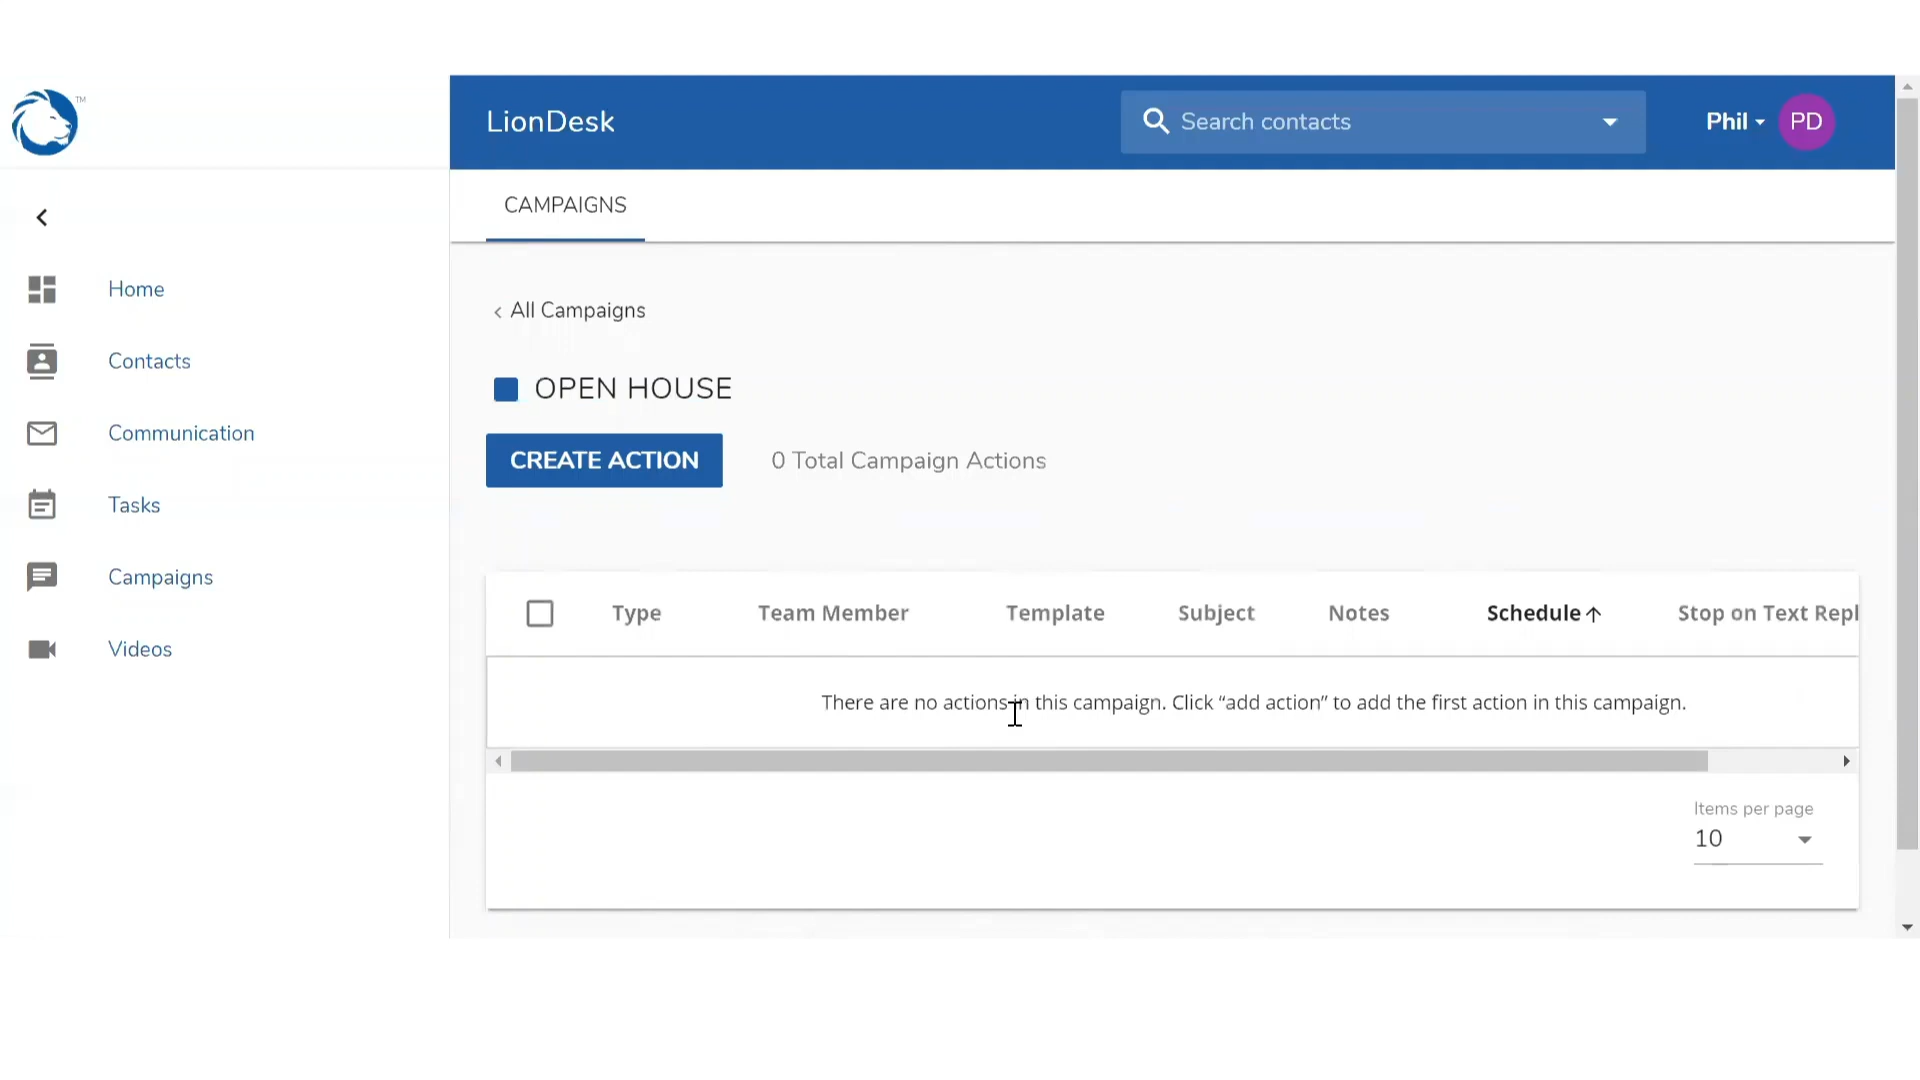 TM
LionDesk
Search contacts
Phil
PD
CAMPAIGNS
Home
Contacts
Communication
Tasks
Campaigns
Videos
All Campaigns
OPEN HOUSE
CREATE ACTION
0 Total Campaign Actions
Type Team Member Template Subject Notes Schedule Stop on Text Repl
There are no actions in this campaign. Click “add action” to add the first action in this campaign.
Items per page
10